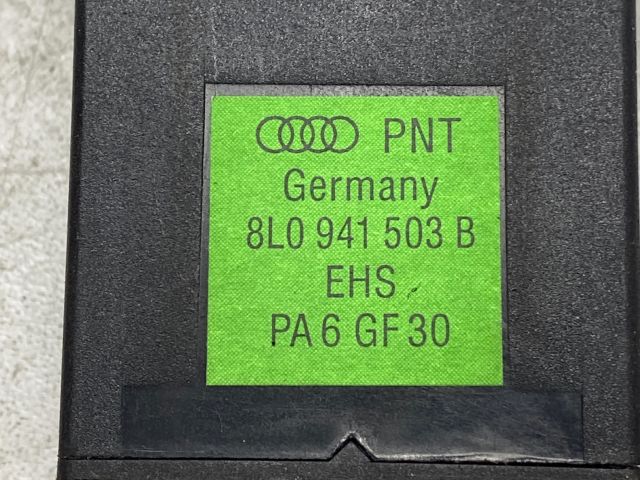 PNT
Germany
8L0 941 503 B
EHS
PA 6 GF 30